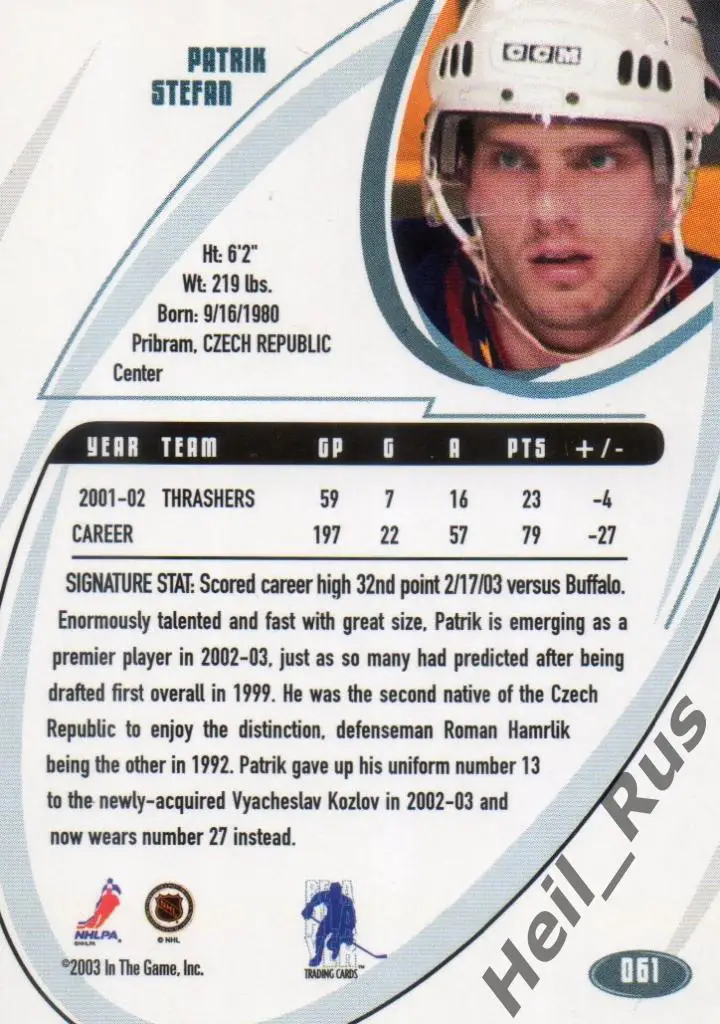 PATRIK
STEFAN
CCM
Ht: 6'2"
Wt: 219 lbs.
Born: 9/16/1980
Pribram, CZECH REPUBLIC
Center
YEAR TEAM GP G A PTS +/-
2001-02 THRASHERS 59 7 16 23 -4
CAREER 197 22 57 79 -27
SIGNATURE STAT: Scored career high 32nd point 2/17/03 versus Buffalo.
Enormously talented and fast with great size, Patrik is emerging as a
premier player in 2002-03, just as so many had predicted after being
drafted first overall in 1999. He was the second native of the Czech
Republic to enjoy the distinction, defenseman Roman Hamrlik
being the other in 1992. Patrik gave up his uniform number 13
to the newly-acquired Vyacheslav Kozlov in 2002-03 and
now wears number 27 instead.
NHLPA
©NHLPA
NHL
© NHL
BE A PLAYER
TRADING CARDS™
©2003 In The Game, Inc.
061
Heil_Rus